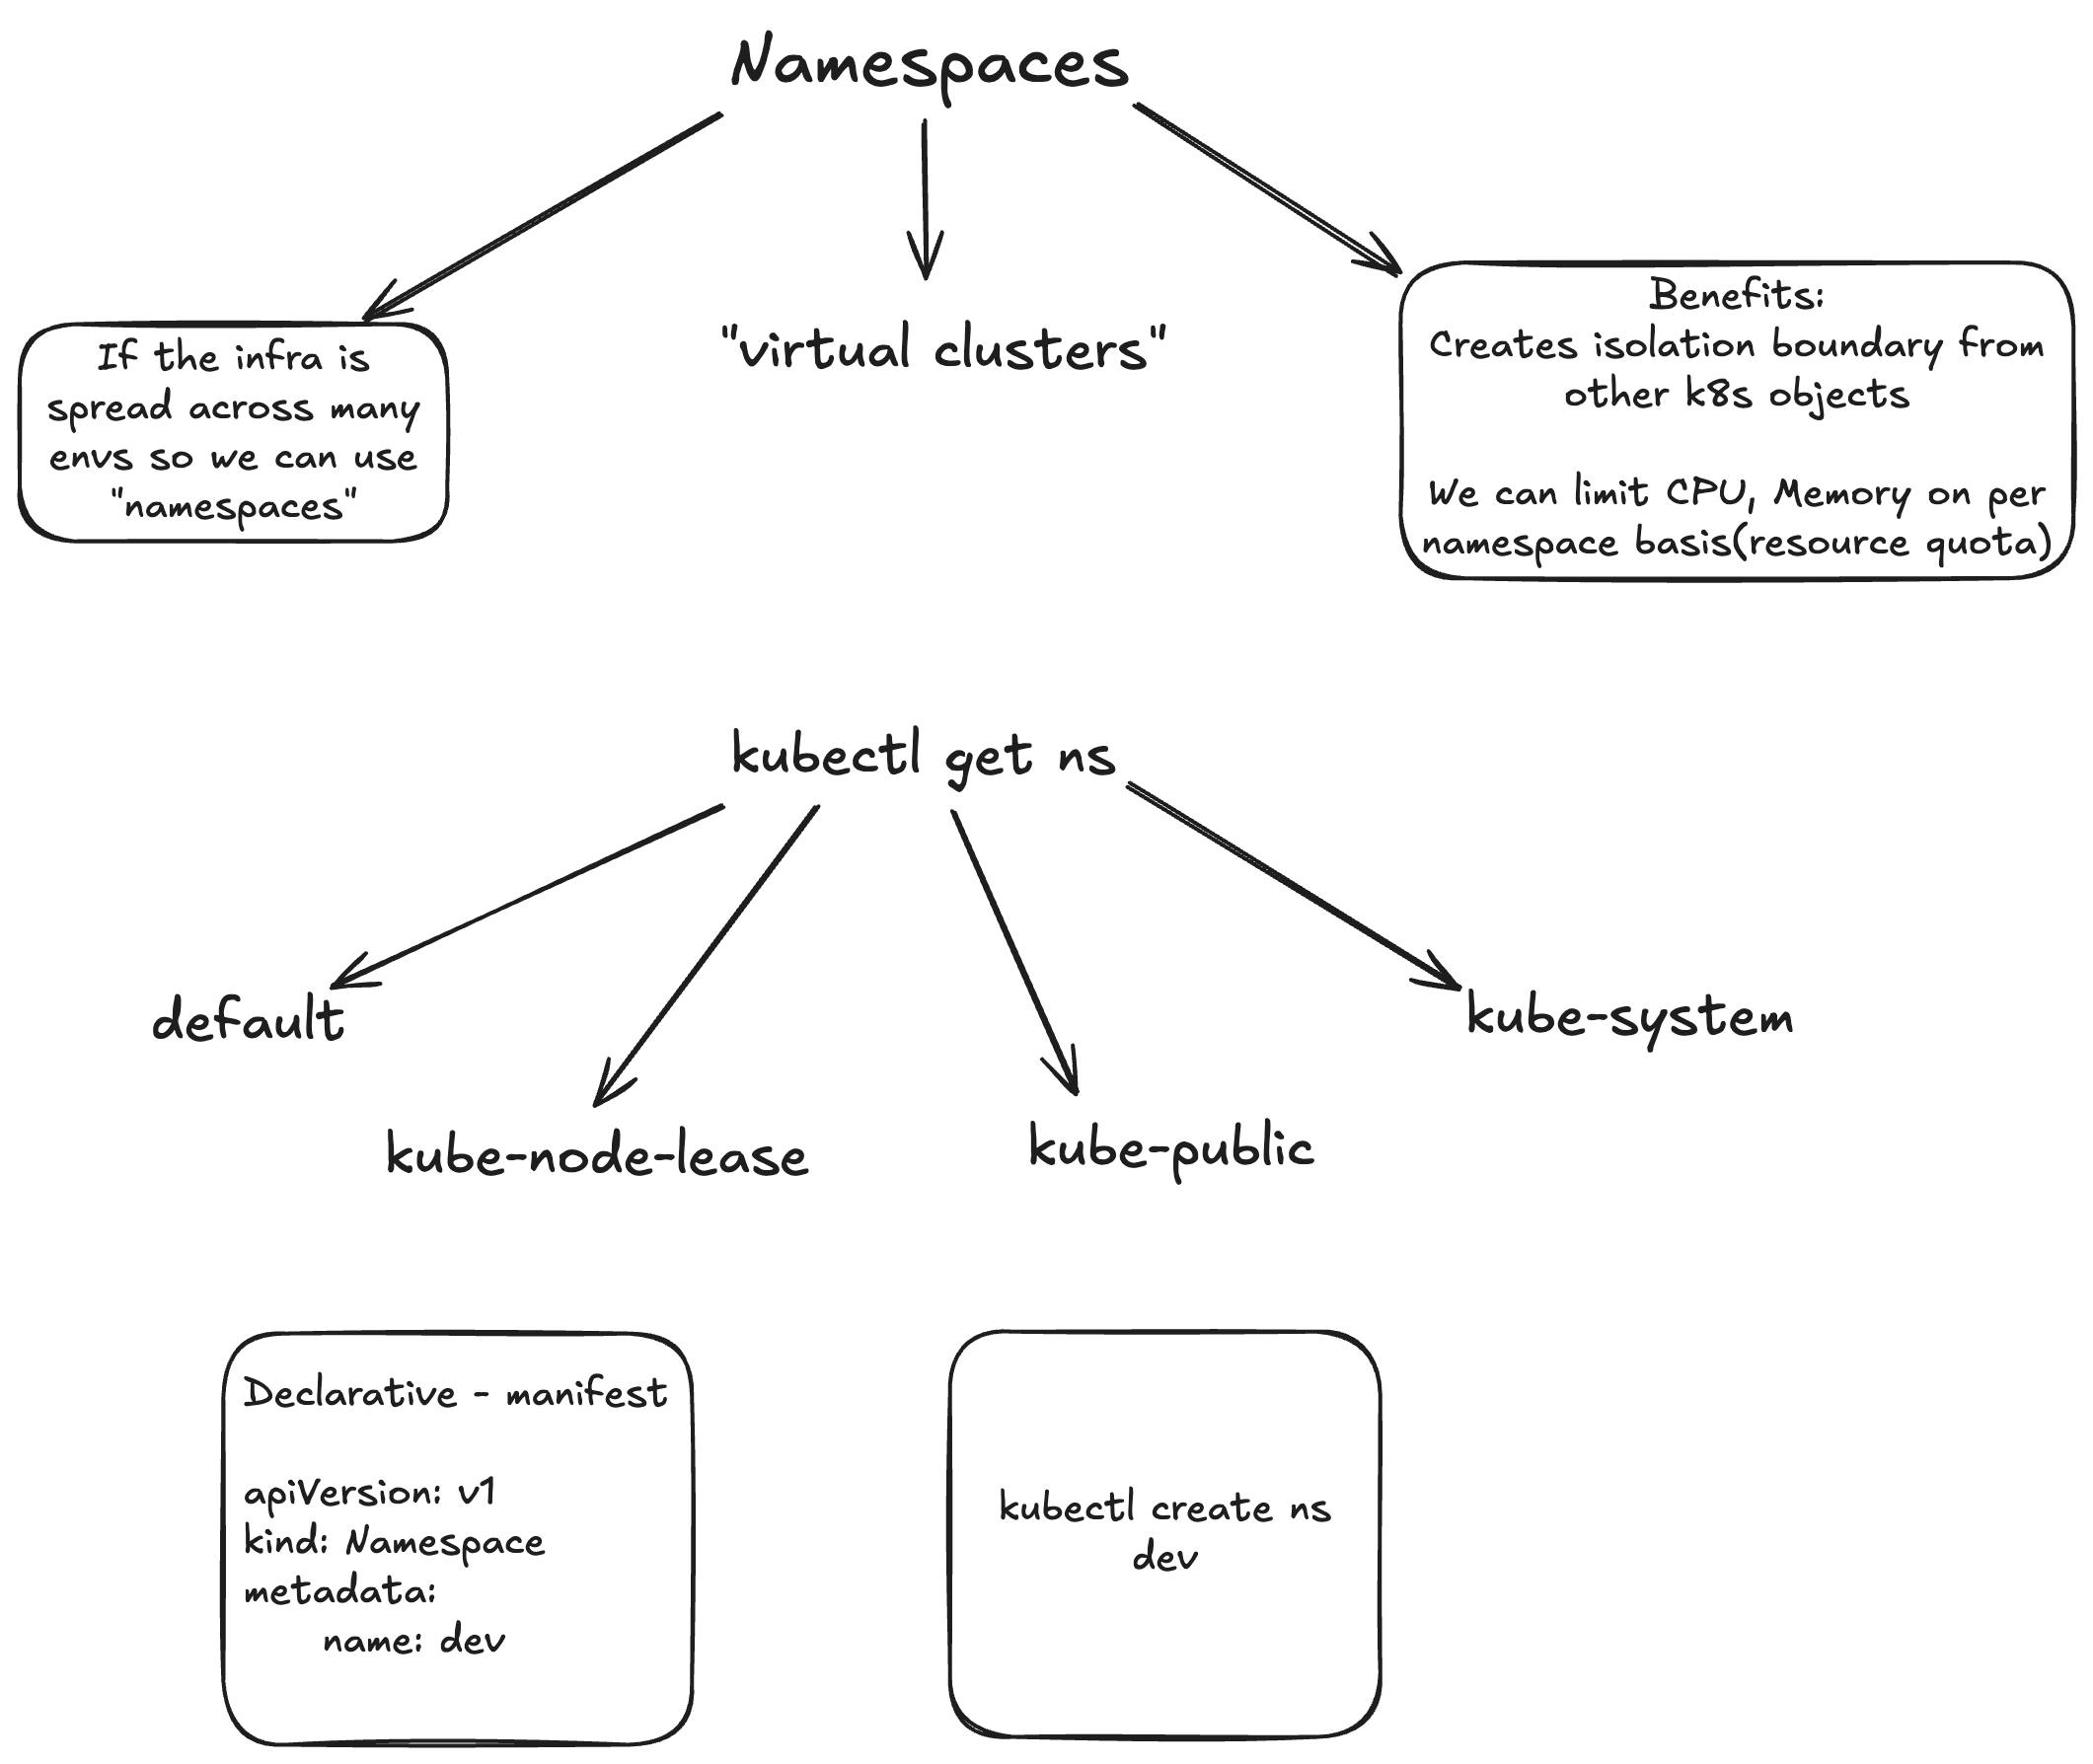 Namespaces
If the infra is
spread across many
envs so we can use
"namespaces"
"virtual clusters"
Benefits:
Creates isolation boundary from
other k8s objects
We can limit CPU, Memory on per
namespace basis(resource quota)
kubectl get ns
default
kube-node-lease
kube-public
kube-system
Declarative - manifest
apiVersion: v1
kind: Namespace
metadata:
name: dev
kubectl create ns
dev